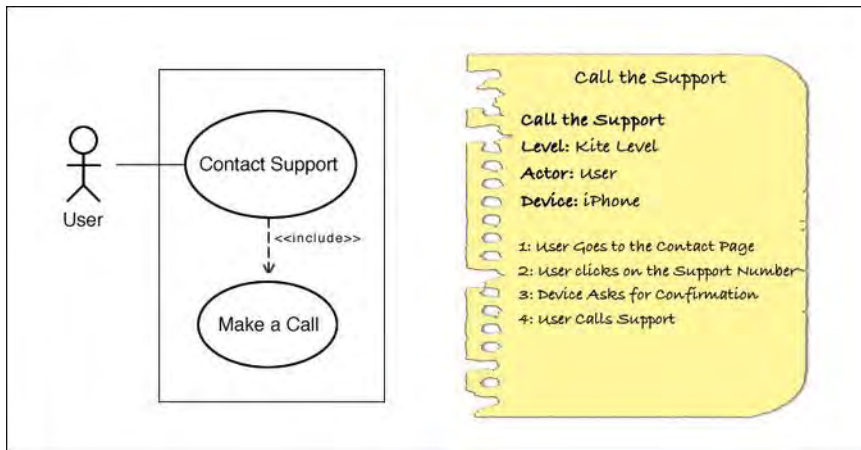 User
Contact Support
<<include>>
Make a Call
Call the Support
Call the Support
Level: Kite Level
Actor: User
Device: iPhone
1: User Goes to the Contact Page
2: User clicks on the Support Number
3: Device Asks for Confirmation
4: User Calls Support